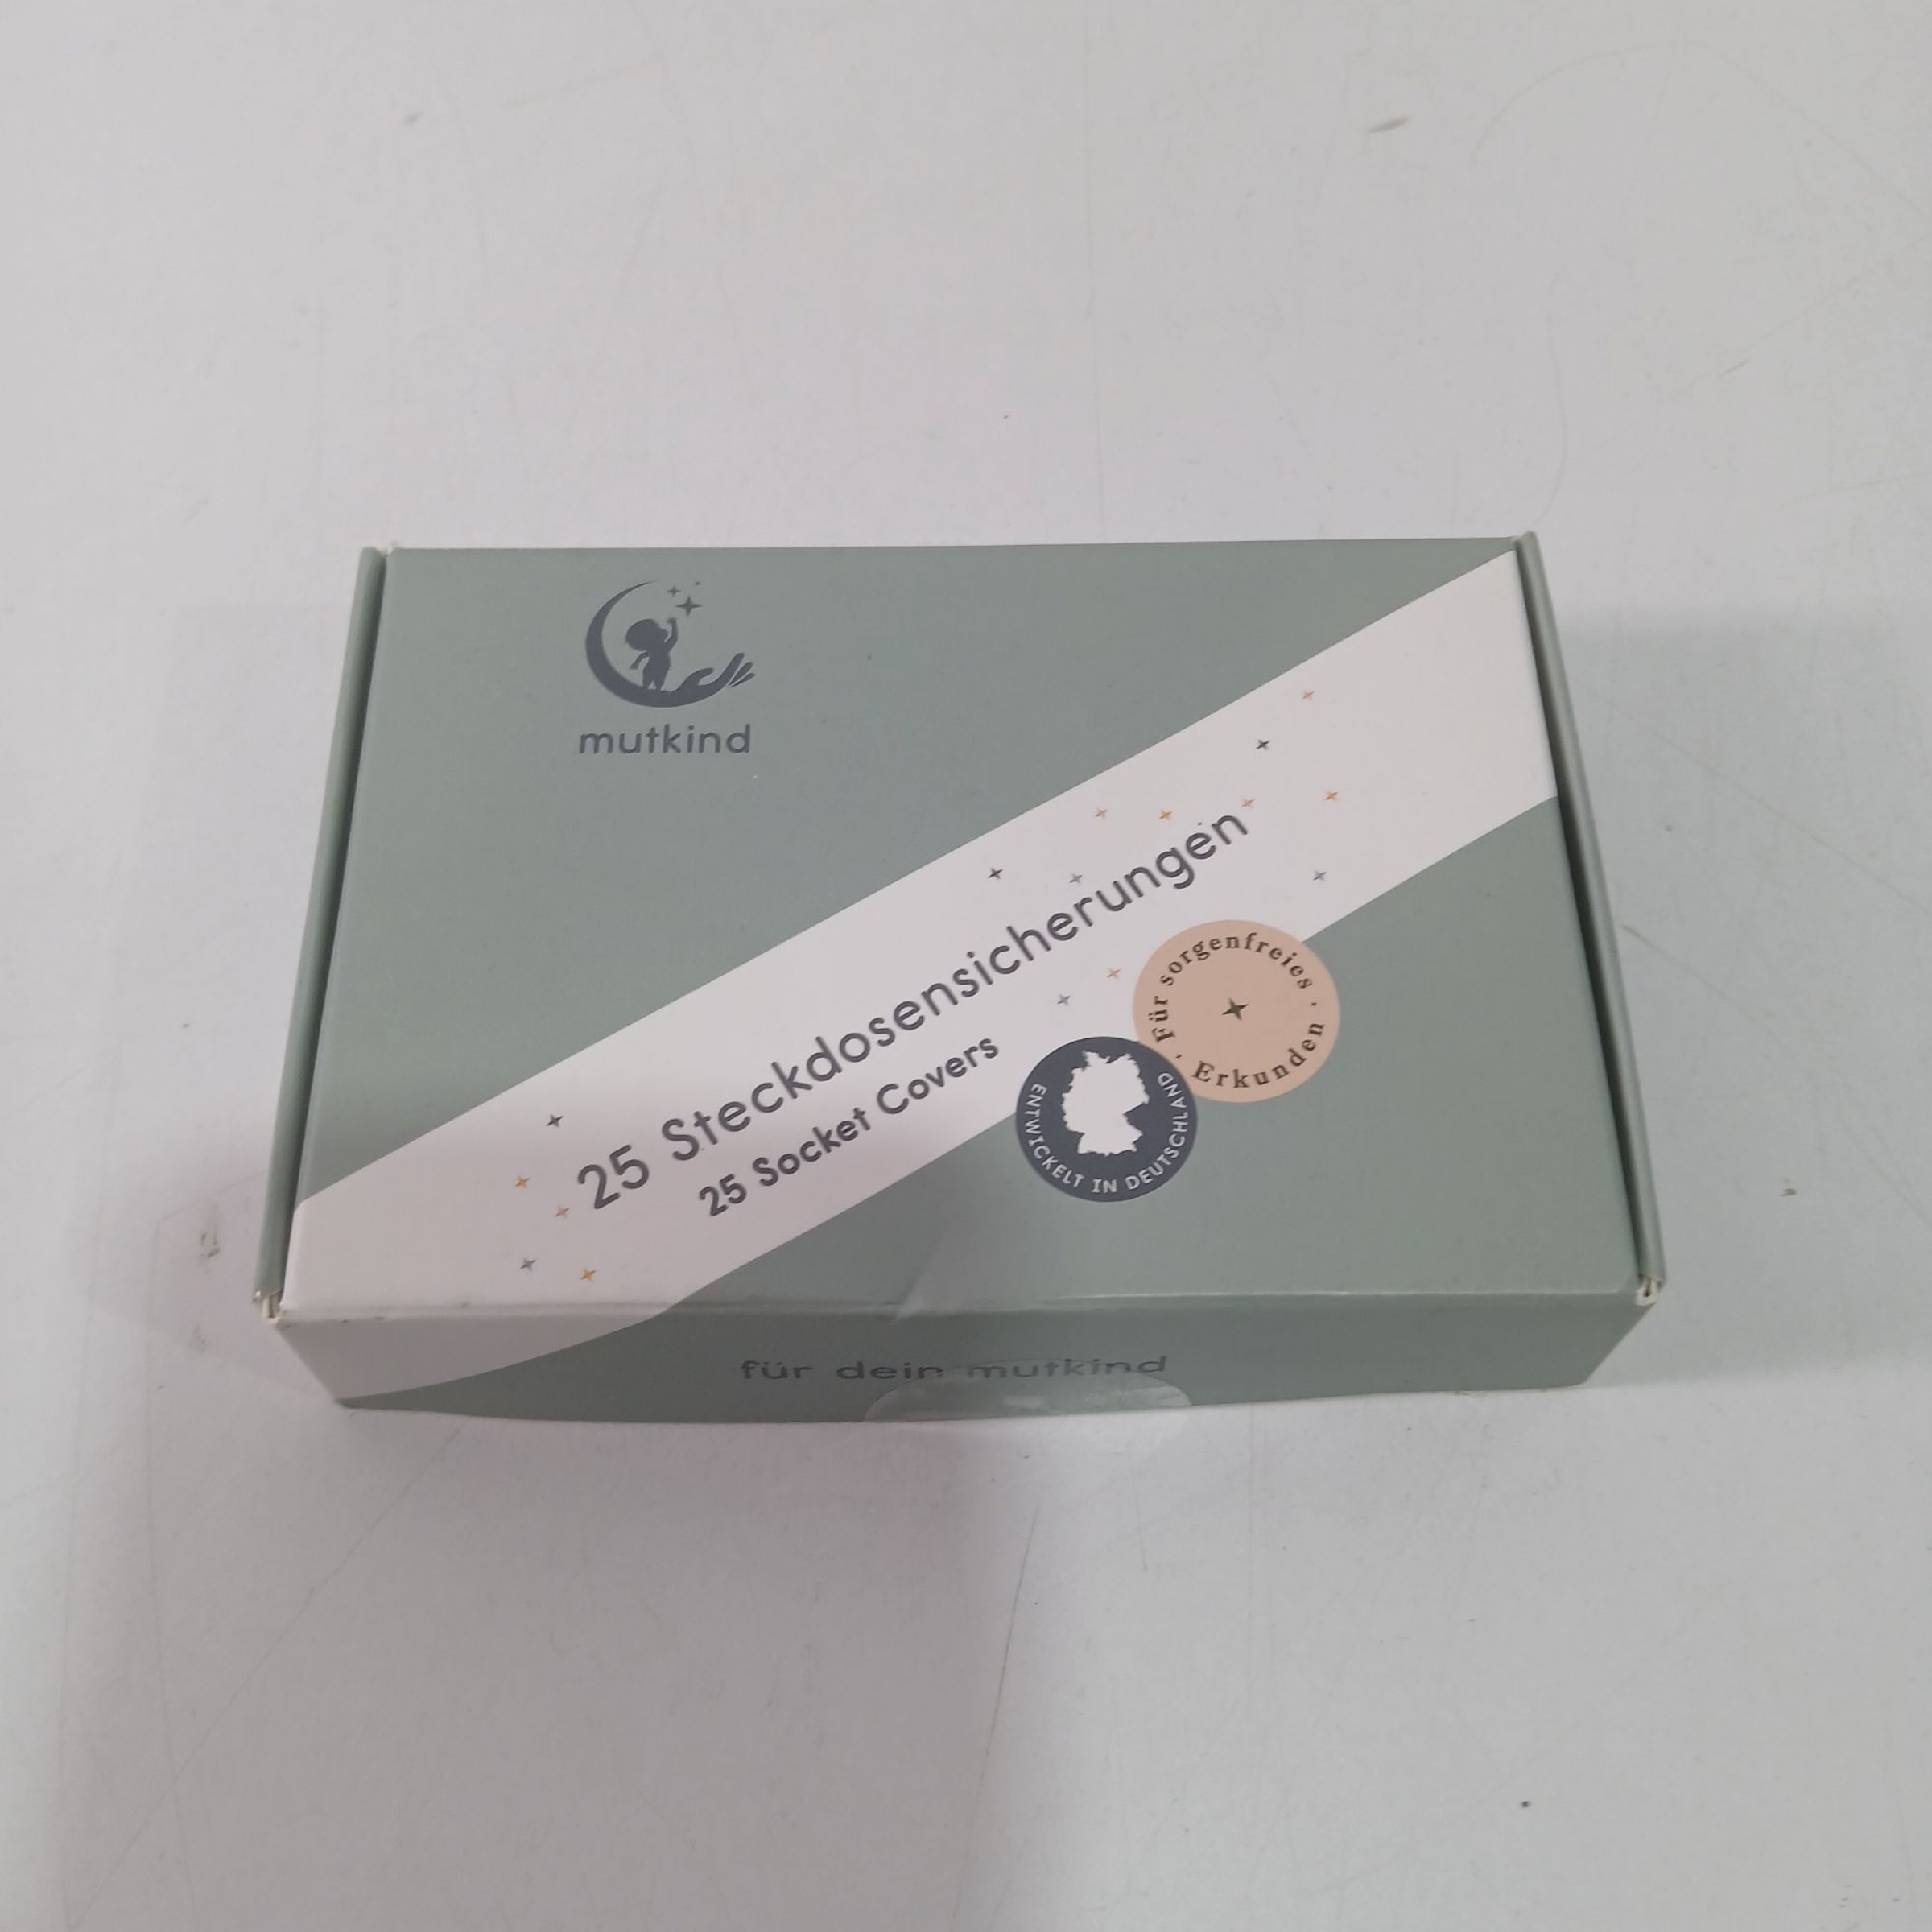 mutkind
25 Steckdosensicherungen
25 Socket Covers
· Für sorgenfreies ·
Erkunden
ENTWICKELT IN DEUTSCHLAND
für dein mutkind